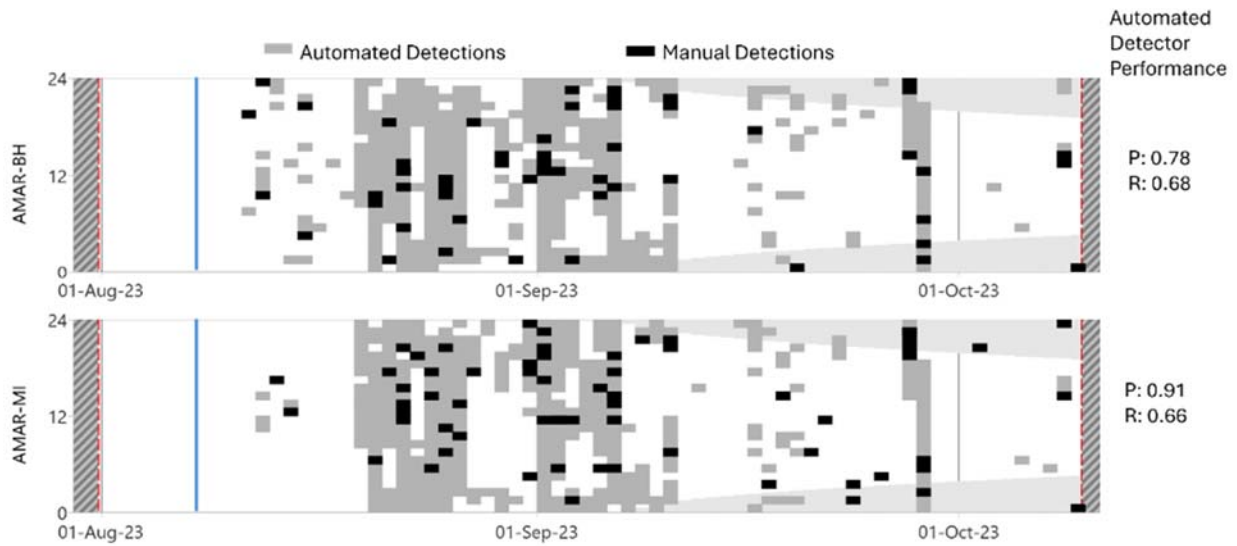 Automated Detections
Manual Detections
Automated
Detector
Performance
24
12
0
AMAR-BH
01-Aug-23
01-Sep-23
01-Oct-23
P: 0.78
R: 0.68
24
12
0
AMAR-MI
01-Aug-23
01-Sep-23
01-Oct-23
P: 0.91
R: 0.66